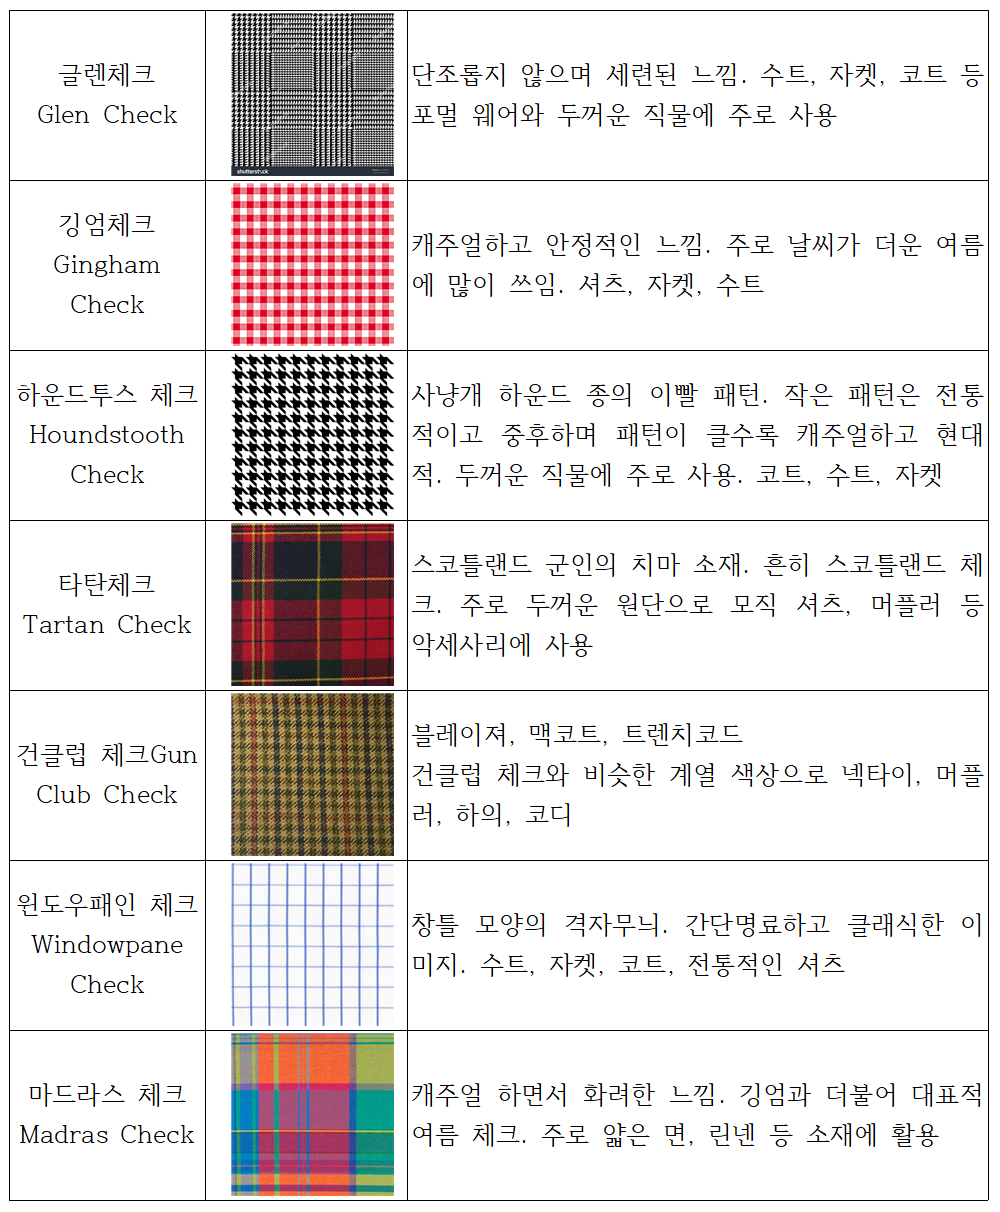 글렌체크
Glen Check
shutterstock
단조롭지 않으며 세련된 느낌. 수트, 자켓, 코트 등
포멀 웨어와 두꺼운 직물에 주로 사용
깅엄체크
Gingham
Check
캐주얼하고 안정적인 느낌. 주로 날씨가 더운 여름
에 많이 쓰임. 셔츠, 자켓, 수트
하운드투스 체크
Houndstooth
Check
사냥개 하운드 종의 이빨 패턴. 작은 패턴은 전통
적이고 중후하며 패턴이 클수록 캐주얼하고 현대
적. 두꺼운 직물에 주로 사용. 코트, 수트, 자켓
타탄체크
Tartan Check
스코틀랜드 군인의 치마 소재. 흔히 스코틀랜드 체
크. 주로 두꺼운 원단으로 모직 셔츠, 머플러 등
악세사리에 사용
건클럽 체크Gun
Club Check
블레이져, 맥코트, 트렌치코드
건클럽 체크와 비슷한 계열 색상으로 넥타이, 머플
러, 하의, 코디
윈도우패인 체크
Windowpane
Check
창틀 모양의 격자무늬. 간단명료하고 클래식한 이
미지. 수트, 자켓, 코트, 전통적인 셔츠
마드라스 체크
Madras Check
캐주얼 하면서 화려한 느낌. 깅엄과 더불어 대표적
여름 체크. 주로 얇은 면, 린넨 등 소재에 활용